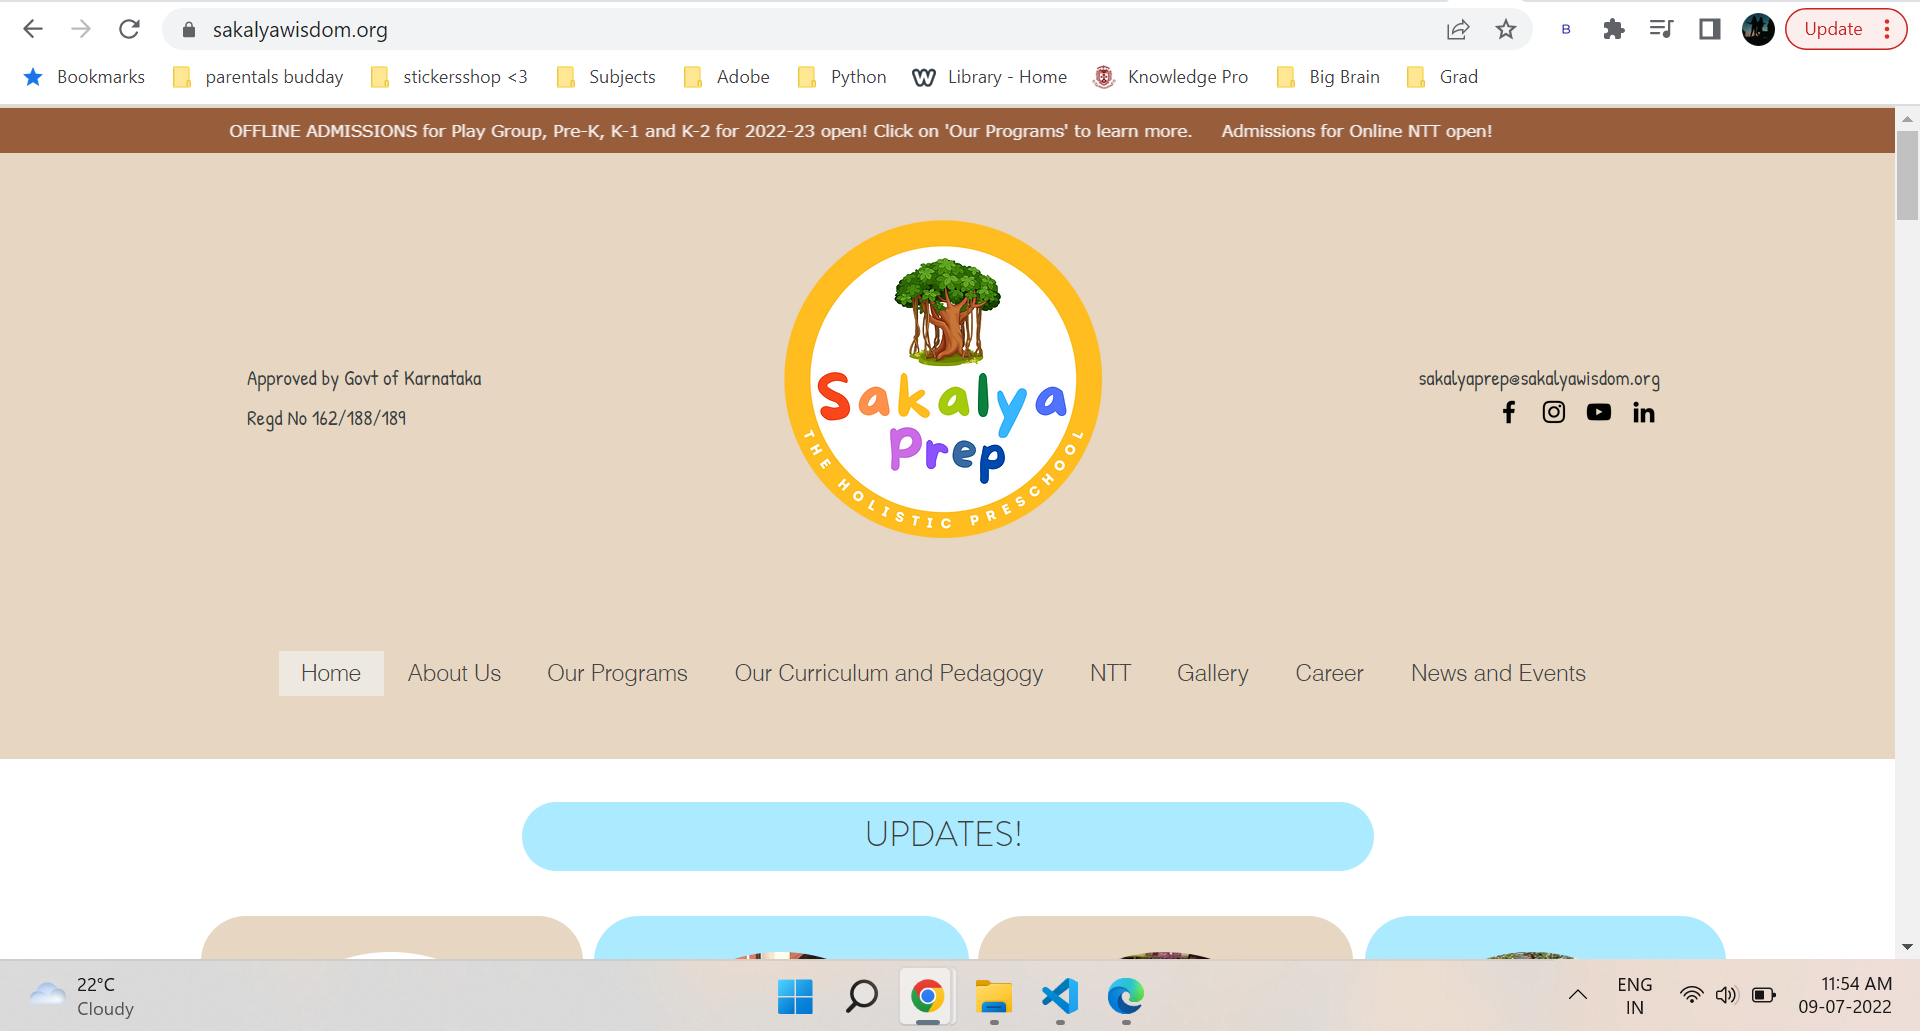 sakalyawisdom.org
B
Update
Bookmarks parentals budday stickersshop <3 Subjects Adobe Python Library - Home Knowledge Pro Big Brain Grad
OFFLINE ADMISSIONS for Play Group, Pre-K, K-1 and K-2 for 2022-23 open! Click on 'Our Programs' to learn more. Admissions for Online NTT open!
Sakalya
Prep
THE HOLISTIC PRESCHOOL
Approved by Govt of Karnataka
Regd No 162/188/189
sakalyaprep@sakalyawisdom.org
Home About Us Our Programs Our Curriculum and Pedagogy NTT Gallery Career News and Events
UPDATES!
22°C
Cloudy
ENG
IN
11:54 AM
09-07-2022